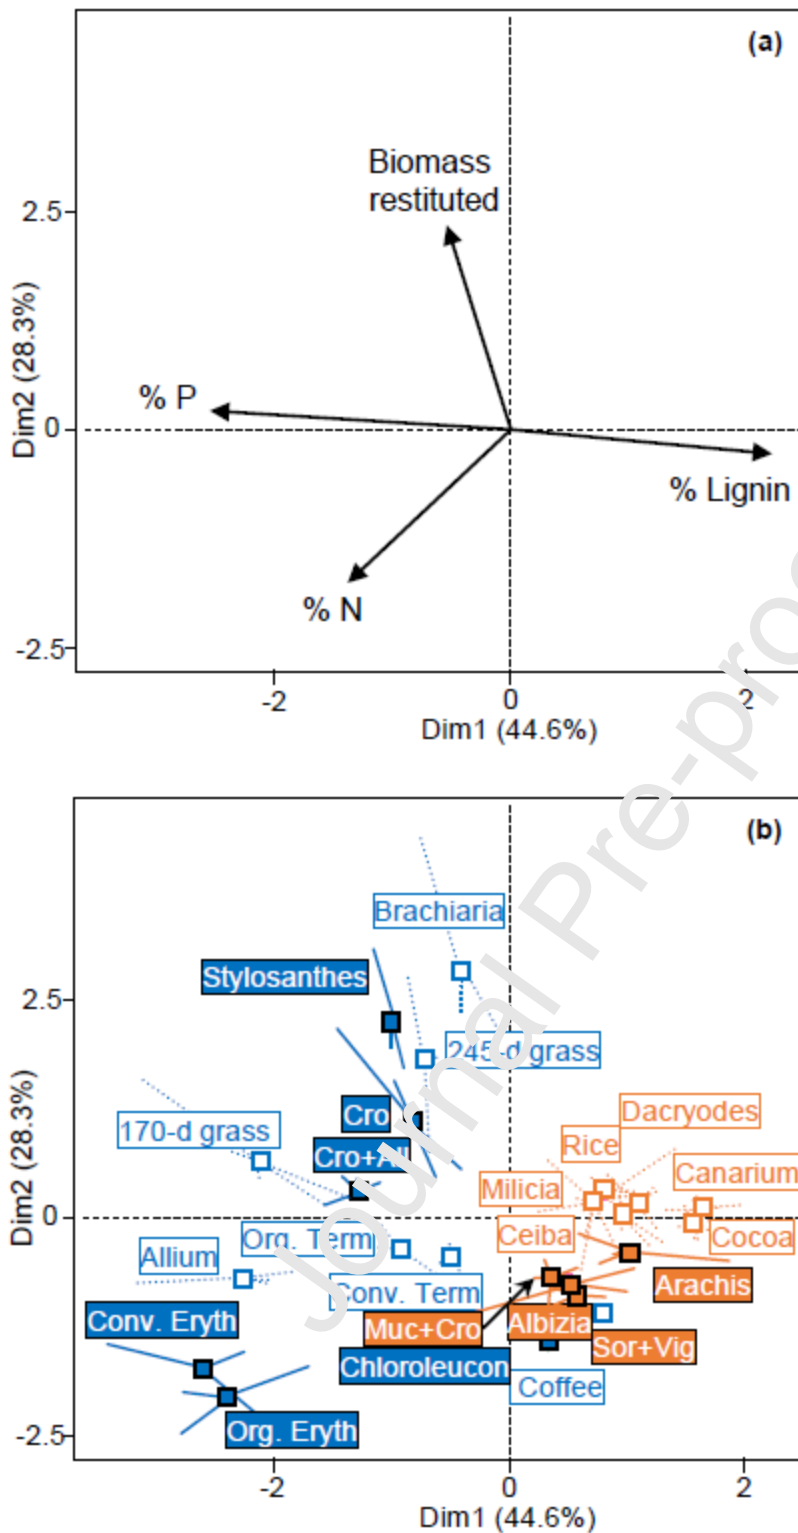 (a)
Biomass
restituted
2.5
% P
0
% Lignin
% N
-2.5
-2
0
2
Dim1 (44.6%)
Dim2 (28.3%)
(b)
Brachiaria
Stylosanthes
2.5
245-d grass
Cro
170-d grass
Cro+All
Dacryodes
Rice
Canarium
Milicia
0
Ceiba
Cocoa
Org. Term
Allium
Conv. Term
Arachis
Conv. Eryth
Muc+Cro
Albizia
Sor+Vig
Chloroleucon
Coffee
Org. Eryth
-2.5
-2
0
2
Dim1 (44.6%)
Dim2 (28.3%)
Journal Pre-proo